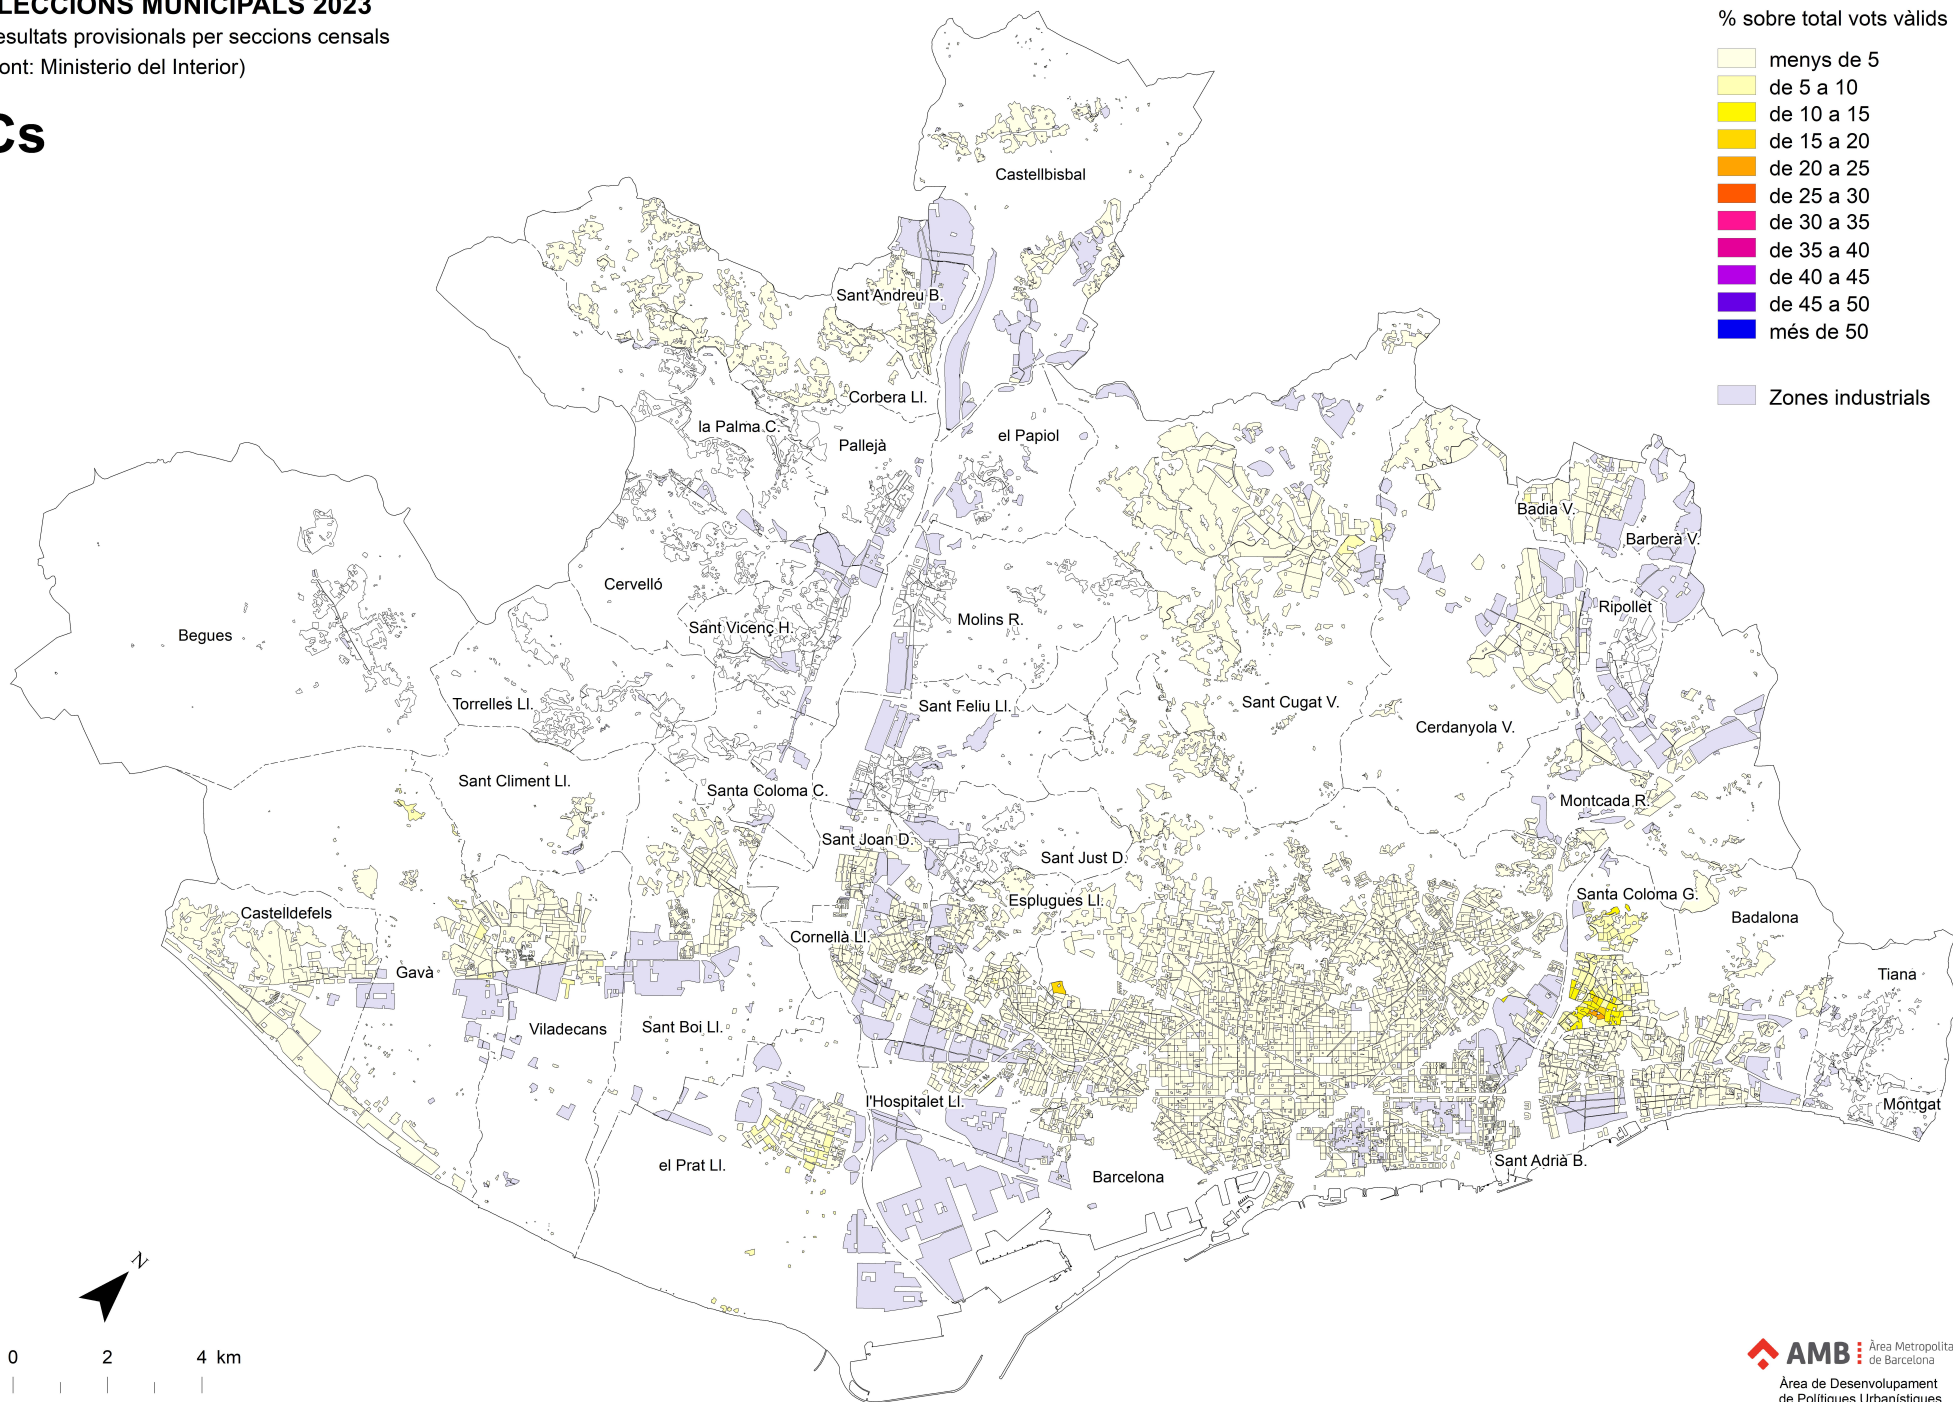 LECCIONS MUNICIPALS 2023
esultats provisionals per seccions censals
ont: Ministerio del Interior)
Cs
% sobre total vots vàlids
menys de 5
de 5 a 10
de 10 a 15
de 15 a 20
de 20 a 25
de 25 a 30
de 30 a 35
de 35 a 40
de 40 a 45
de 45 a 50
més de 50
Zones industrials
Castellbisbal
Sant Andreu B.
Corbera Ll.
la Palma C.
Pallejà
el Papiol
Badia V.
Barberà V.
Cervelló
Ripollet
Begues
Sant Vicenç H.
Molins R.
Torrelles Ll.
Sant Feliu Ll.
Sant Cugat V.
Cerdanyola V.
Sant Climent Ll.
Santa Coloma C.
Montcada R.
Sant Joan D.
Sant Just D.
Esplugues Ll.
Santa Coloma G.
Castelldefels
Badalona
Cornellà Ll.
Gavà
Tiana
Viladecans
Sant Boi Ll.
l'Hospitalet Ll.
Montgat
el Prat Ll.
Sant Adrià B.
Barcelona
N
0 2 4 km
AMB
Àrea Metropolita
de Barcelona
Àrea de Desenvolupament
de Polítiques Urbanístiques